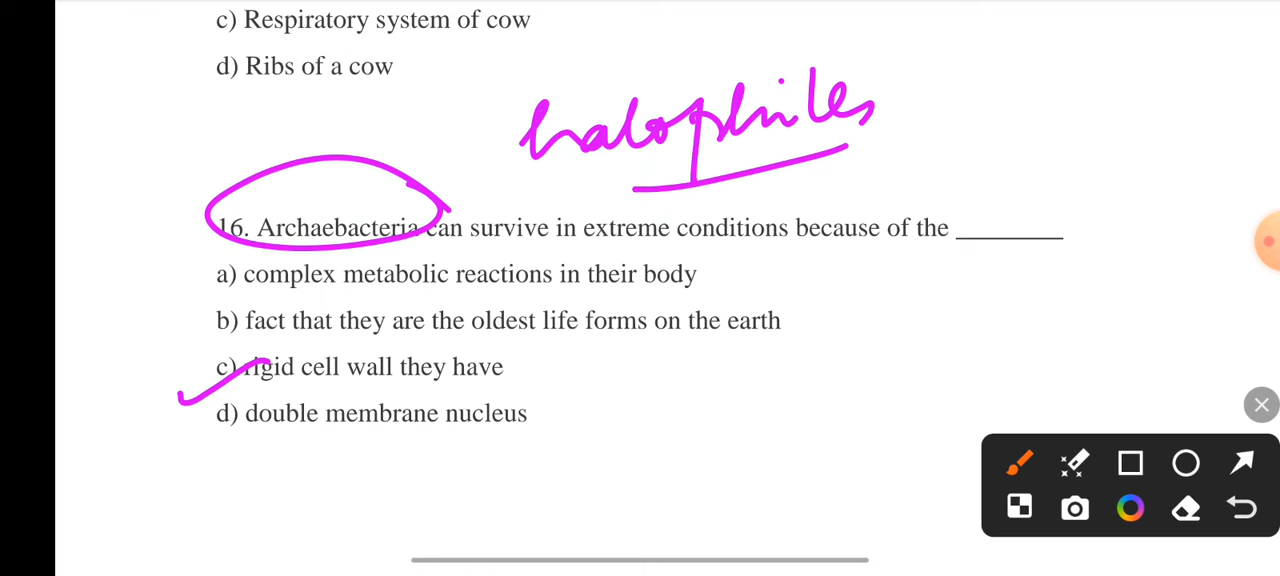 c) Respiratory system of cow
d) Ribs of a cow
halophiles
16. Archaebacteria can survive in extreme conditions because of the ________
a) complex metabolic reactions in their body
b) fact that they are the oldest life forms on the earth
c) rigid cell wall they have
d) double membrane nucleus